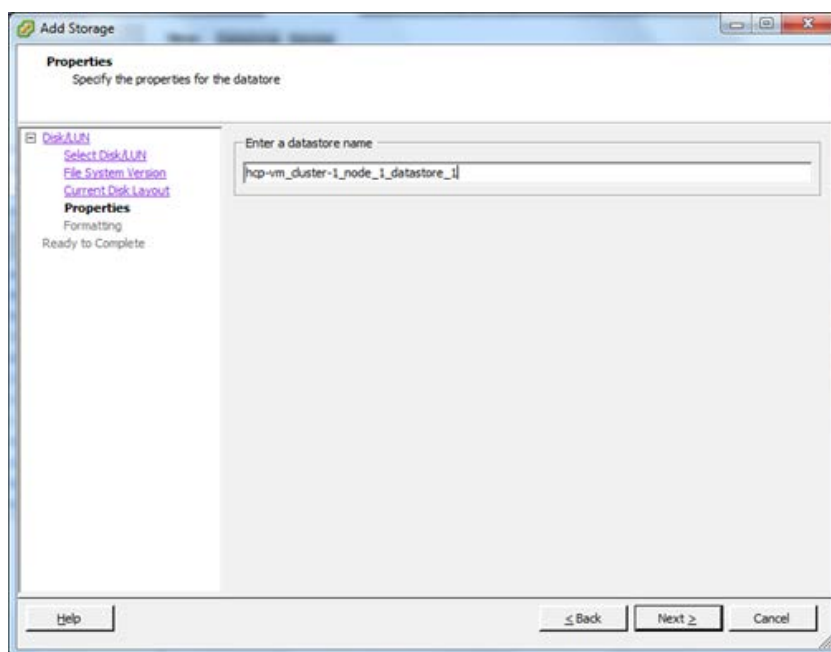 Add Storage
Properties
Specify the properties for the datatore
Disk/LUN
Select Disk/LUN
File System Version
Current Disk Layout
Properties
Formatting
Ready to Complete
Enter a datastore name
hcp-vm_cluster-1_node_1_datastore_1
Help
< Back
Next >
Cancel